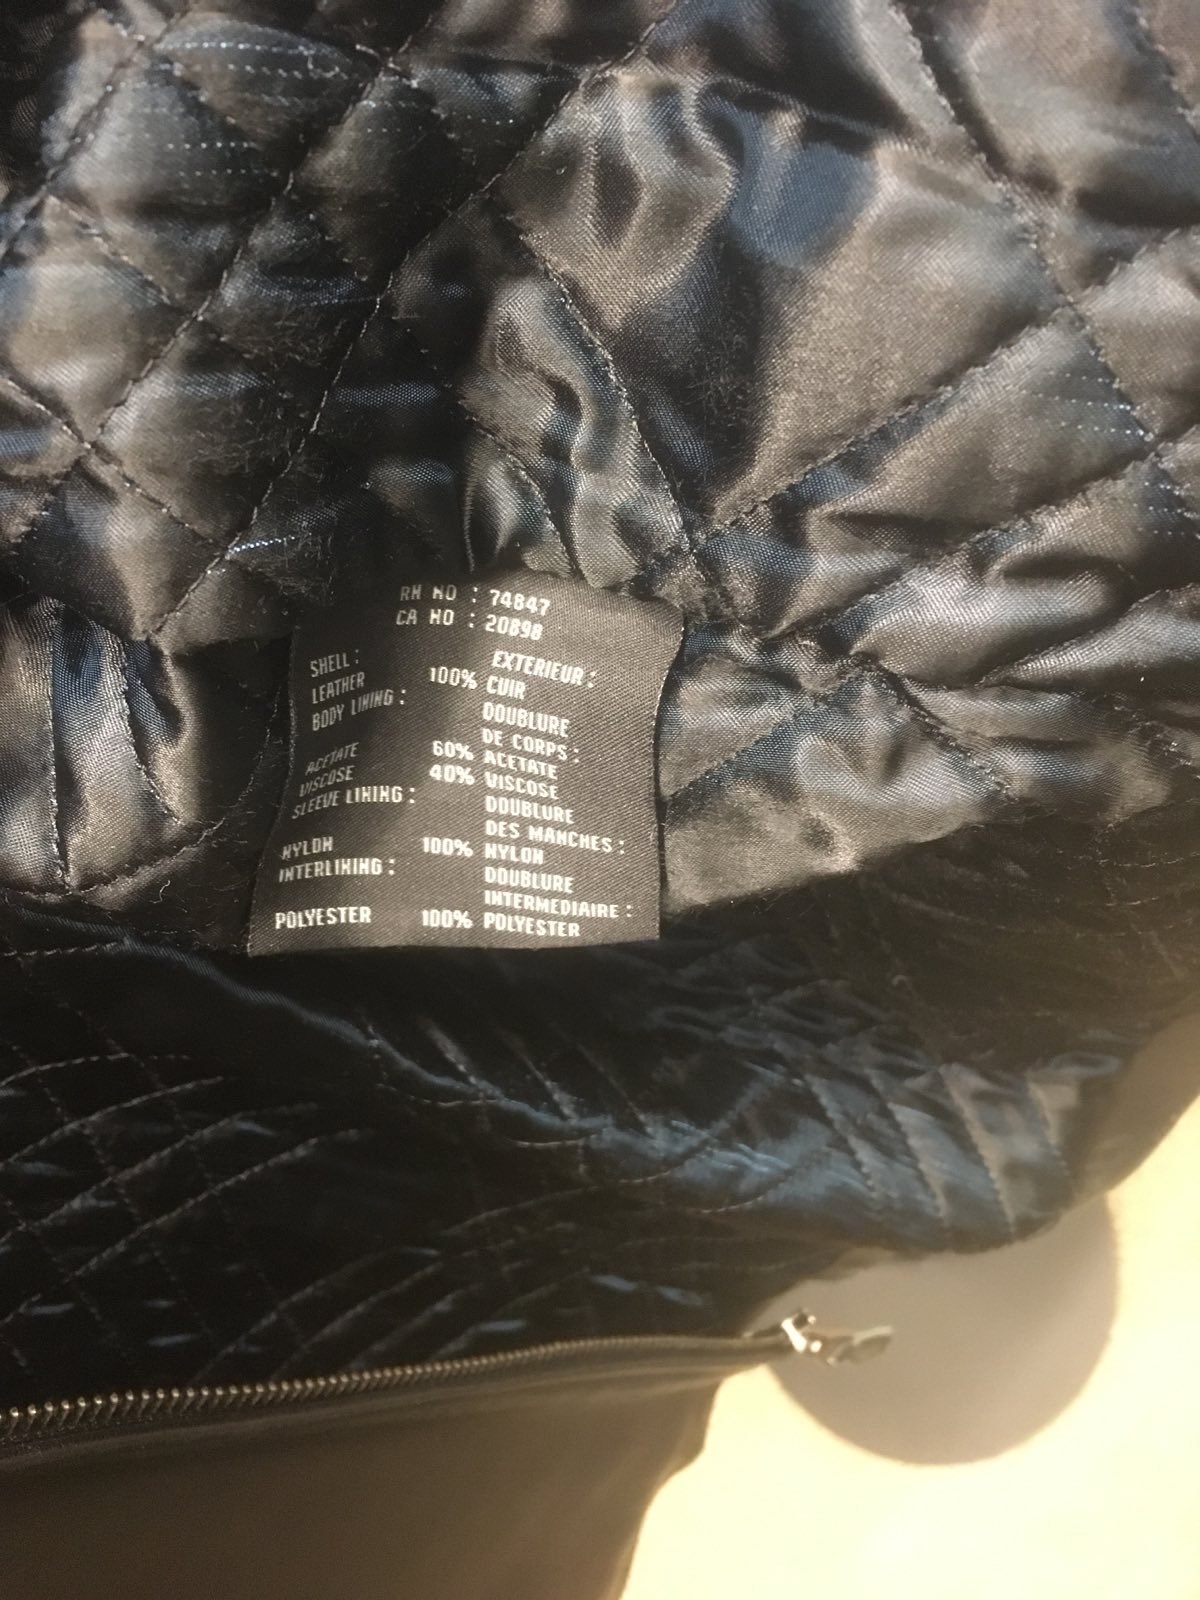 RN NO : 74847
CA NO : 20898
SHELL : EXTERIEUR :
LEATHER 100% CUIR
BODY LINING : DOUBLURE
DE CORPS :
ACETATE 60% ACETATE
VISCOSE 40% VISCOSE
SLEEVE LINING : DOUBLURE
DES MANCHES :
NYLON 100% NYLON
INTERLINING : DOUBLURE
INTERMEDIAIRE :
POLYESTER 100% POLYESTER